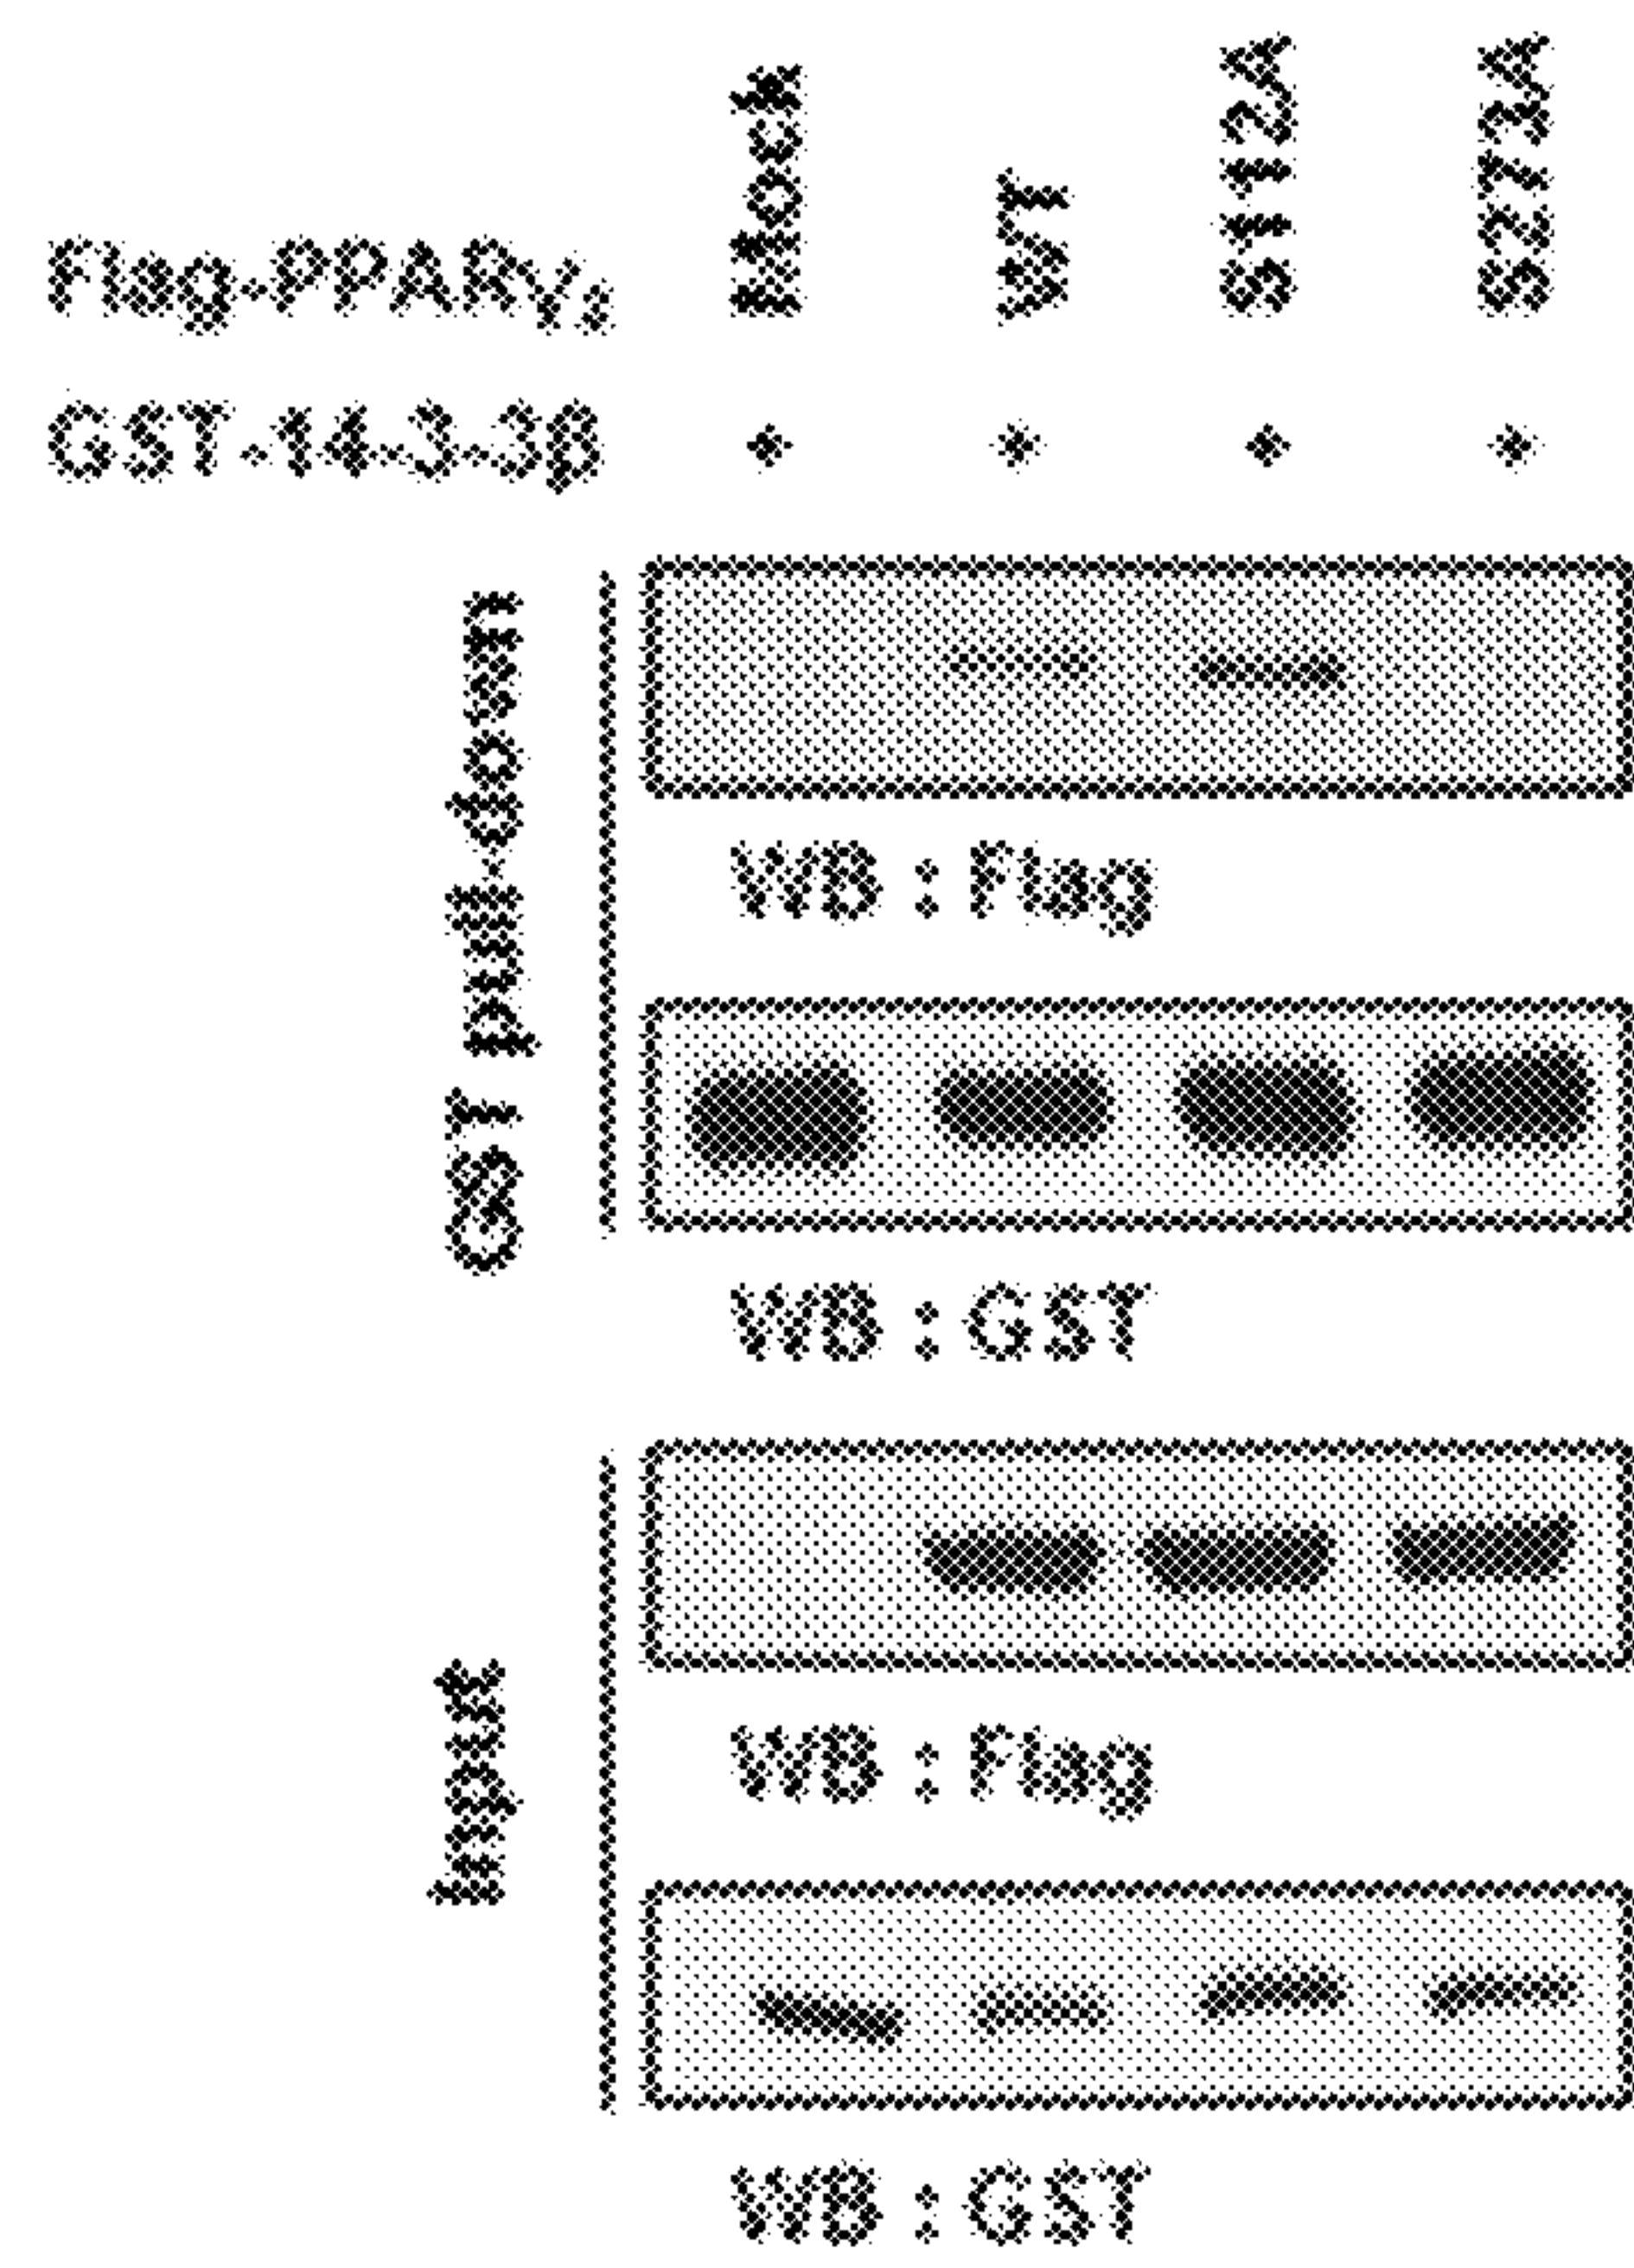 Mock WT S112A S273A
Flag-PPARγ2
GST-14-3-3β + + + +
GST pull-down
WB : Flag
WB : GST
Input
WB : Flag
WB : GST